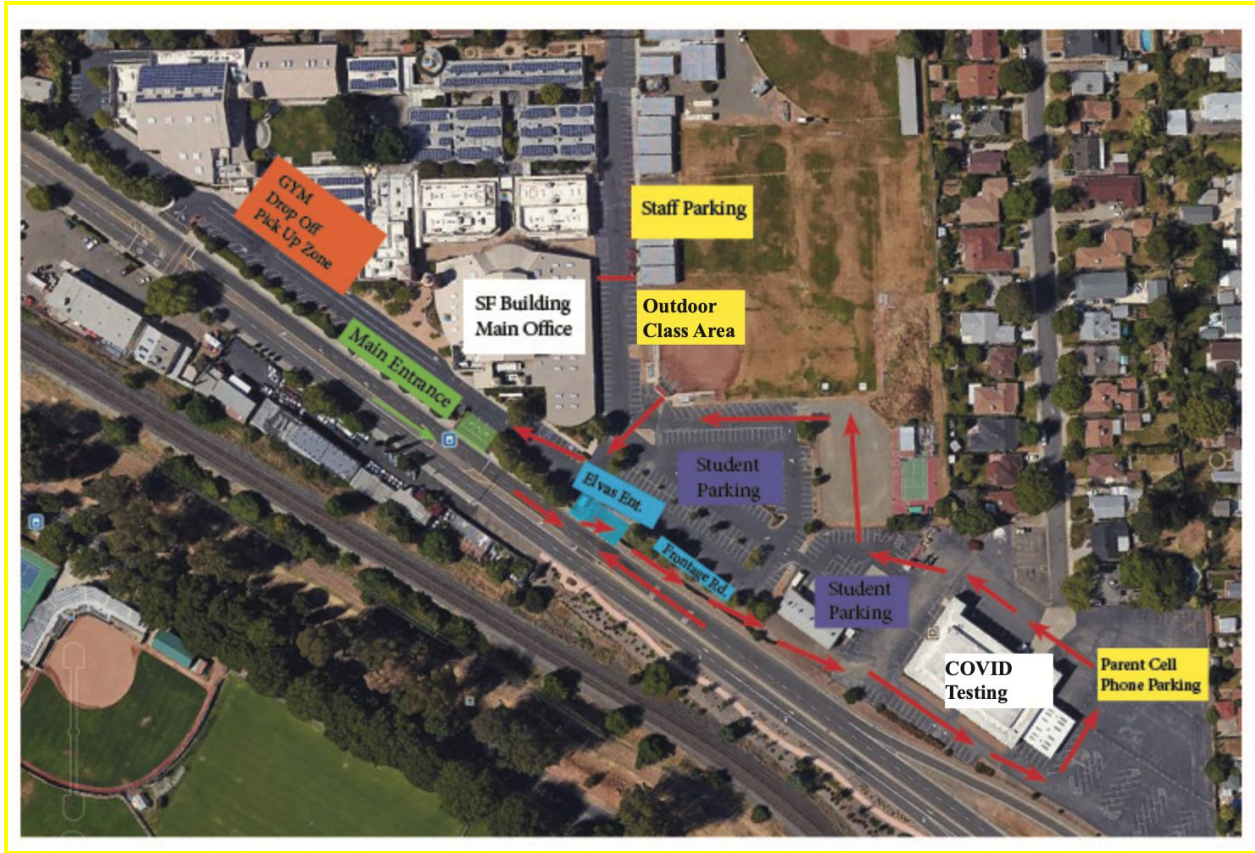 GYM
Drop Off
Pick Up Zone
Staff Parking
SF Building
Main Office
Outdoor
Class Area
Main Entrance
Student
Parking
Elvas Ent.
Frontage Rd.
Student
Parking
COVID
Testing
Parent Cell
Phone Parking